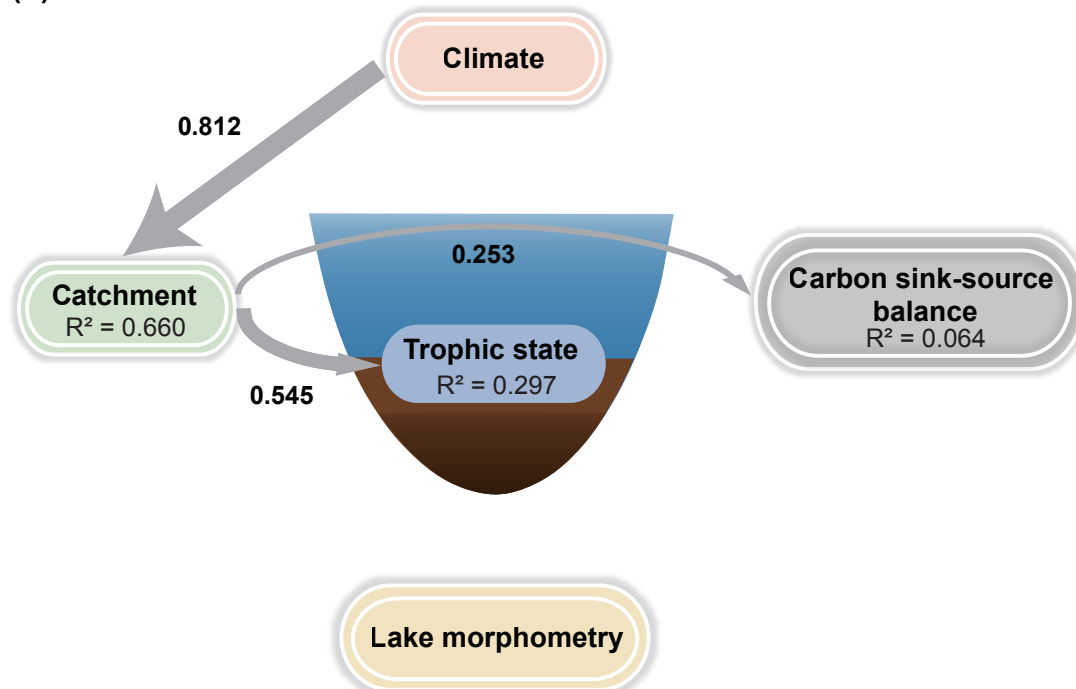 Climate
0.812
0.253
Catchment
R² = 0.660
Carbon sink-source
balance
R² = 0.064
Trophic state
R² = 0.297
0.545
Lake morphometry